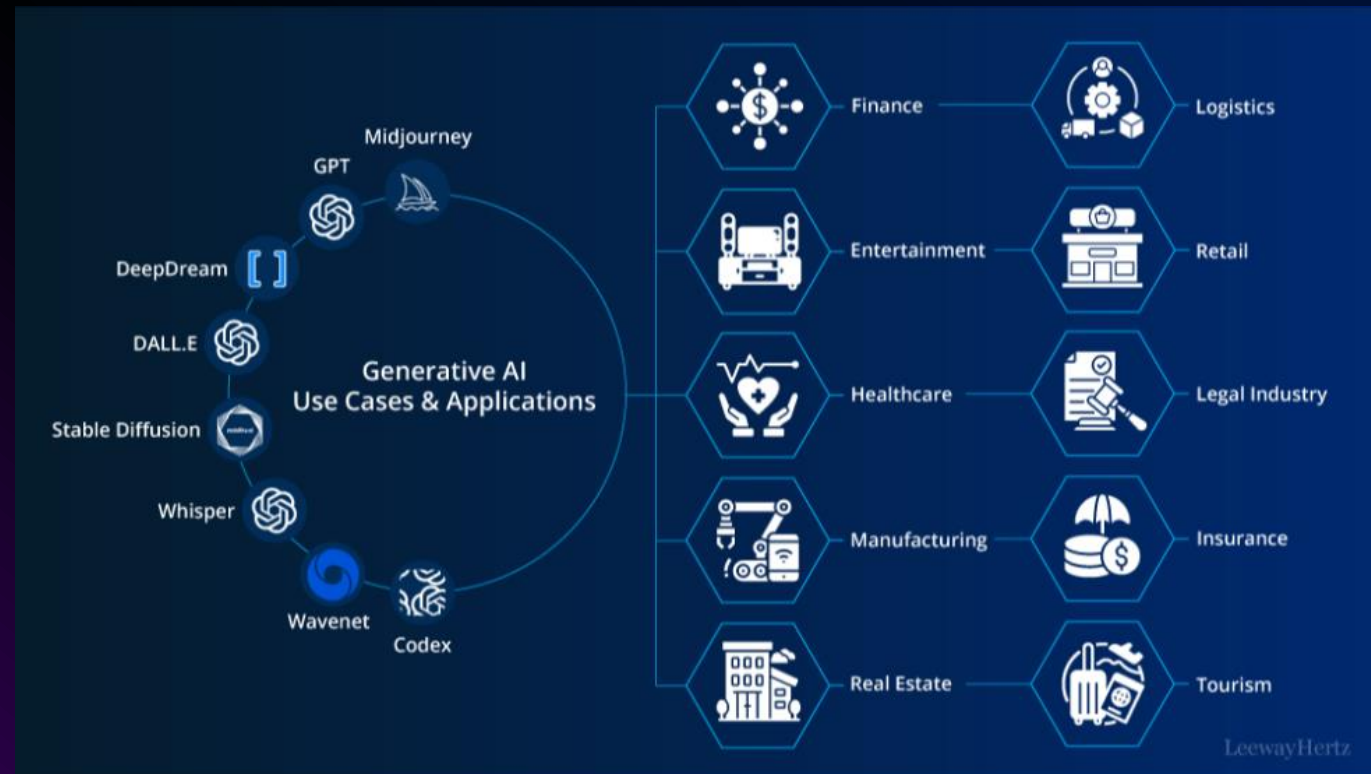 Midjourney
GPT
DeepDream
DALL.E
Stable Diffusion
Whisper
Wavenet
Codex
Generative AI
Use Cases & Applications
Finance
Logistics
Entertainment
Retail
Healthcare
Legal Industry
Manufacturing
Insurance
Real Estate
Tourism
LeewayHertz